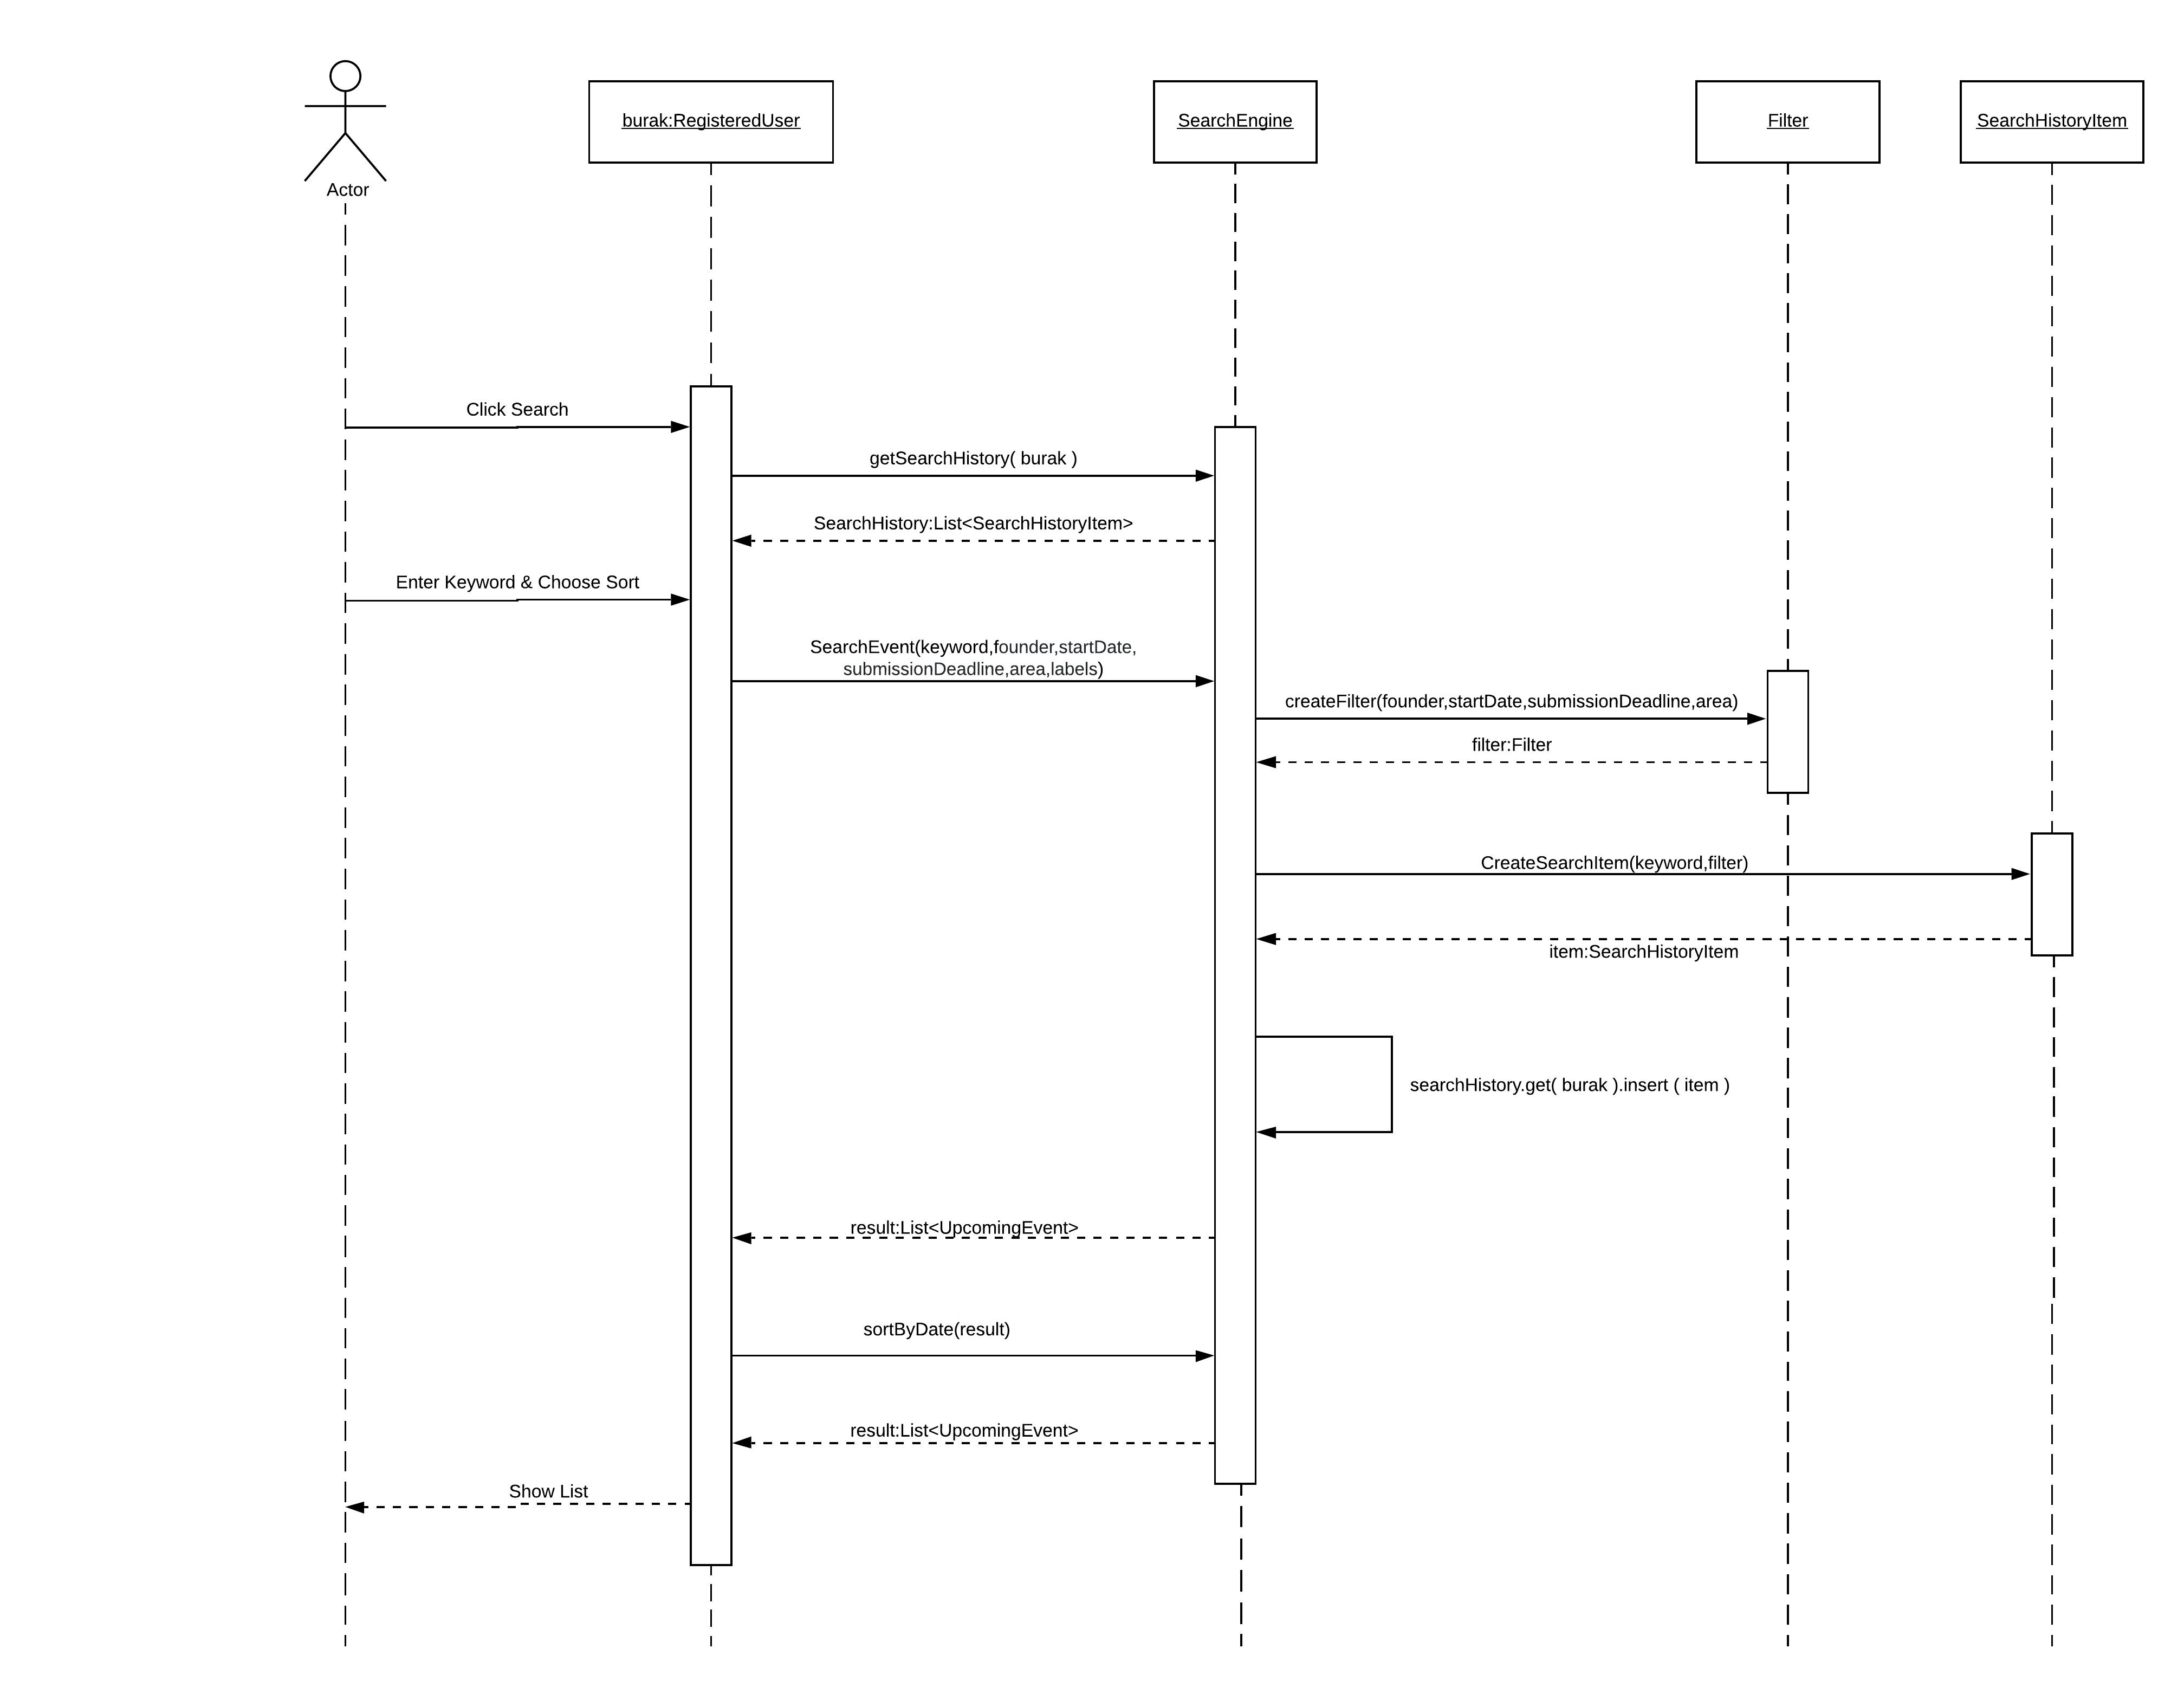 burak:RegisteredUser
SearchEngine
Filter
SearchHistoryItem
Actor
Click Search
getSearchHistory( burak )
SearchHistory:List<SearchHistoryItem>
Enter Keyword & Choose Sort
SearchEvent(keyword,founder,startDate,
submissionDeadline,area,labels)
createFilter(founder,startDate,submissionDeadline,area)
filter:Filter
CreateSearchItem(keyword,filter)
item:SearchHistoryItem
searchHistory.get( burak ).insert ( item )
result:List<UpcomingEvent>
sortByDate(result)
result:List<UpcomingEvent>
Show List